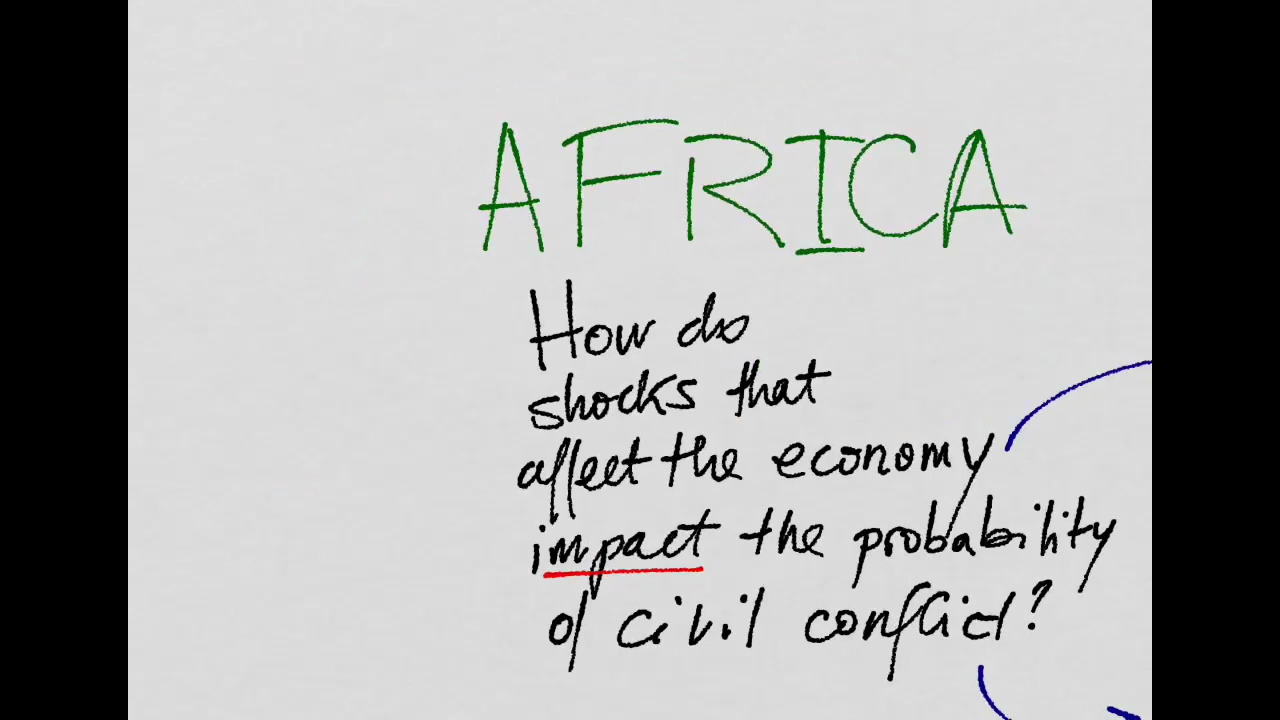 AFRICA
How do
shocks that
affect the economy
impact the probability
of civil conflict?